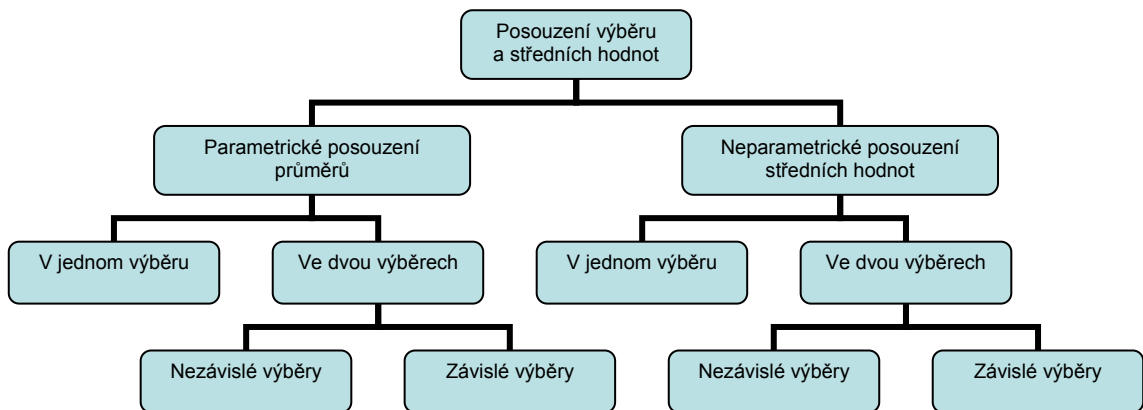 Posouzení výběru
a středních hodnot
Parametrické posouzení
průměrů
Neparametrické posouzení
středních hodnot
V jednom výběru
Ve dvou výběrech
V jednom výběru
Ve dvou výběrech
Nezávislé výběry
Závislé výběry
Nezávislé výběry
Závislé výběry